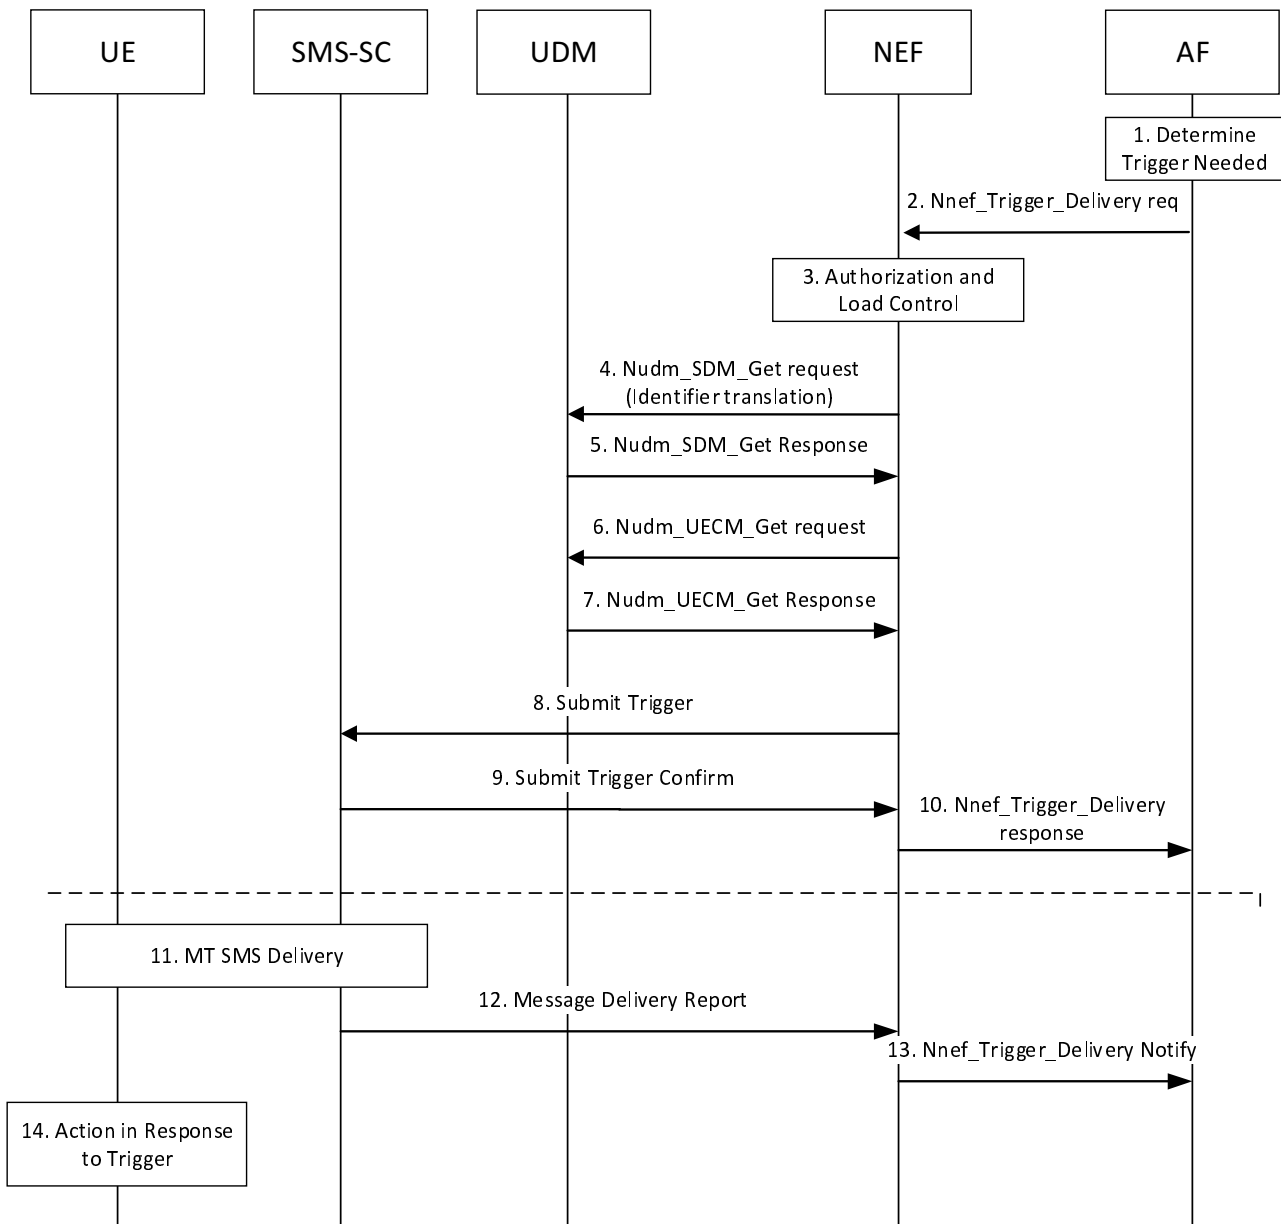 UE
SMS-SC
UDM
NEF
AF
1. Determine
Trigger Needed
2. Nnef_Trigger_Delivery req
3. Authorization and
Load Control
4. Nudm_SDM_Get request
(Identifier translation)
5. Nudm_SDM_Get Response
6. Nudm_UECM_Get request
7. Nudm_UECM_Get Response
8. Submit Trigger
9. Submit Trigger Confirm
10. Nnef_Trigger_Delivery
response
11. MT SMS Delivery
12. Message Delivery Report
13. Nnef_Trigger_Delivery Notify
14. Action in Response
to Trigger